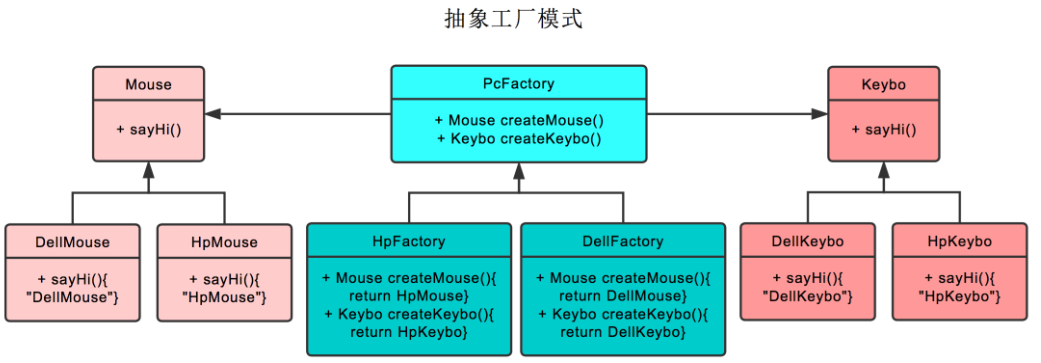 抽象工厂模式
Mouse
+ sayHi()
PcFactory
+ Mouse createMouse()
+ Keybo createKeybo()
Keybo
+ sayHi()
DellMouse
+ sayHi(){
"DellMouse"}
HpMouse
+ sayHi(){
"HpMouse"}
HpFactory
+ Mouse createMouse(){
return HpMouse}
+ Keybo createKeybo(){
return HpKeybo}
DellFactory
+ Mouse createMouse(){
return DellMouse}
+ Keybo createKeybo(){
return DellKeybo}
DellKeybo
+ sayHi(){
"DellKeybo"}
HpKeybo
+ sayHi(){
"HpKeybo"}